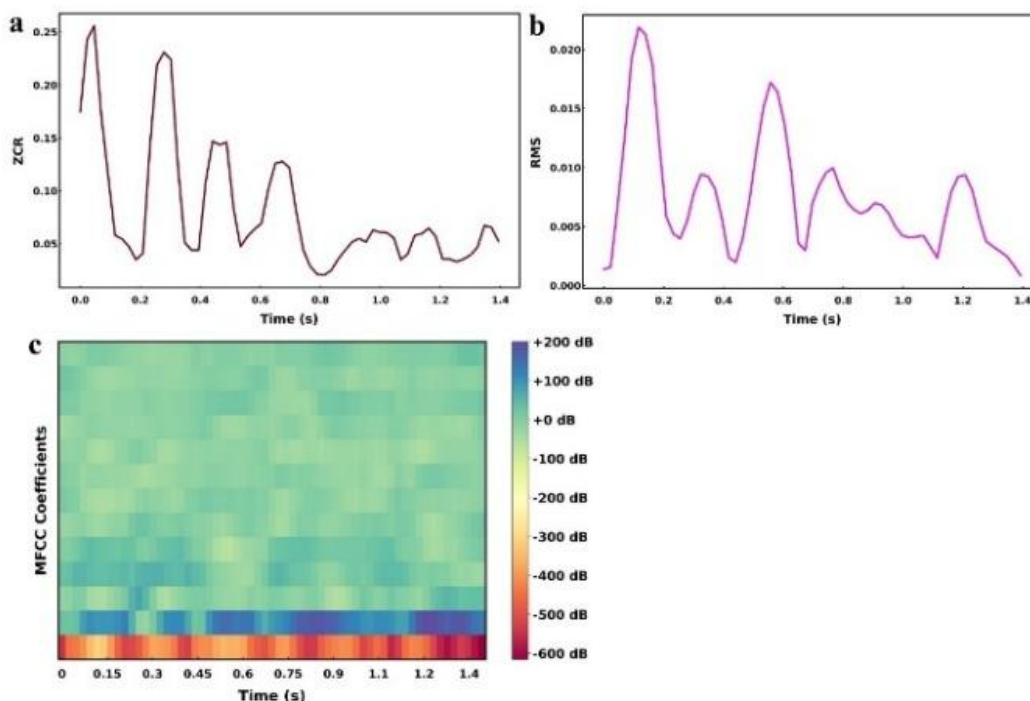 a
0.25
0.20
0.15
0.10
0.05
ZCR
0.0 0.2 0.4 0.6 0.8 1.0 1.2 1.4
Time (s)
b
0.020
0.015
0.010
0.005
0.000
RMS
0.0 0.2 0.4 0.6 0.8 1.0 1.2 1.4
Time (s)
c
MFCC Coefficients
0 0.15 0.3 0.45 0.6 0.75 0.9 1.1 1.2 1.4
Time (s)
+200 dB
+100 dB
+0 dB
-100 dB
-200 dB
-300 dB
-400 dB
-500 dB
-600 dB